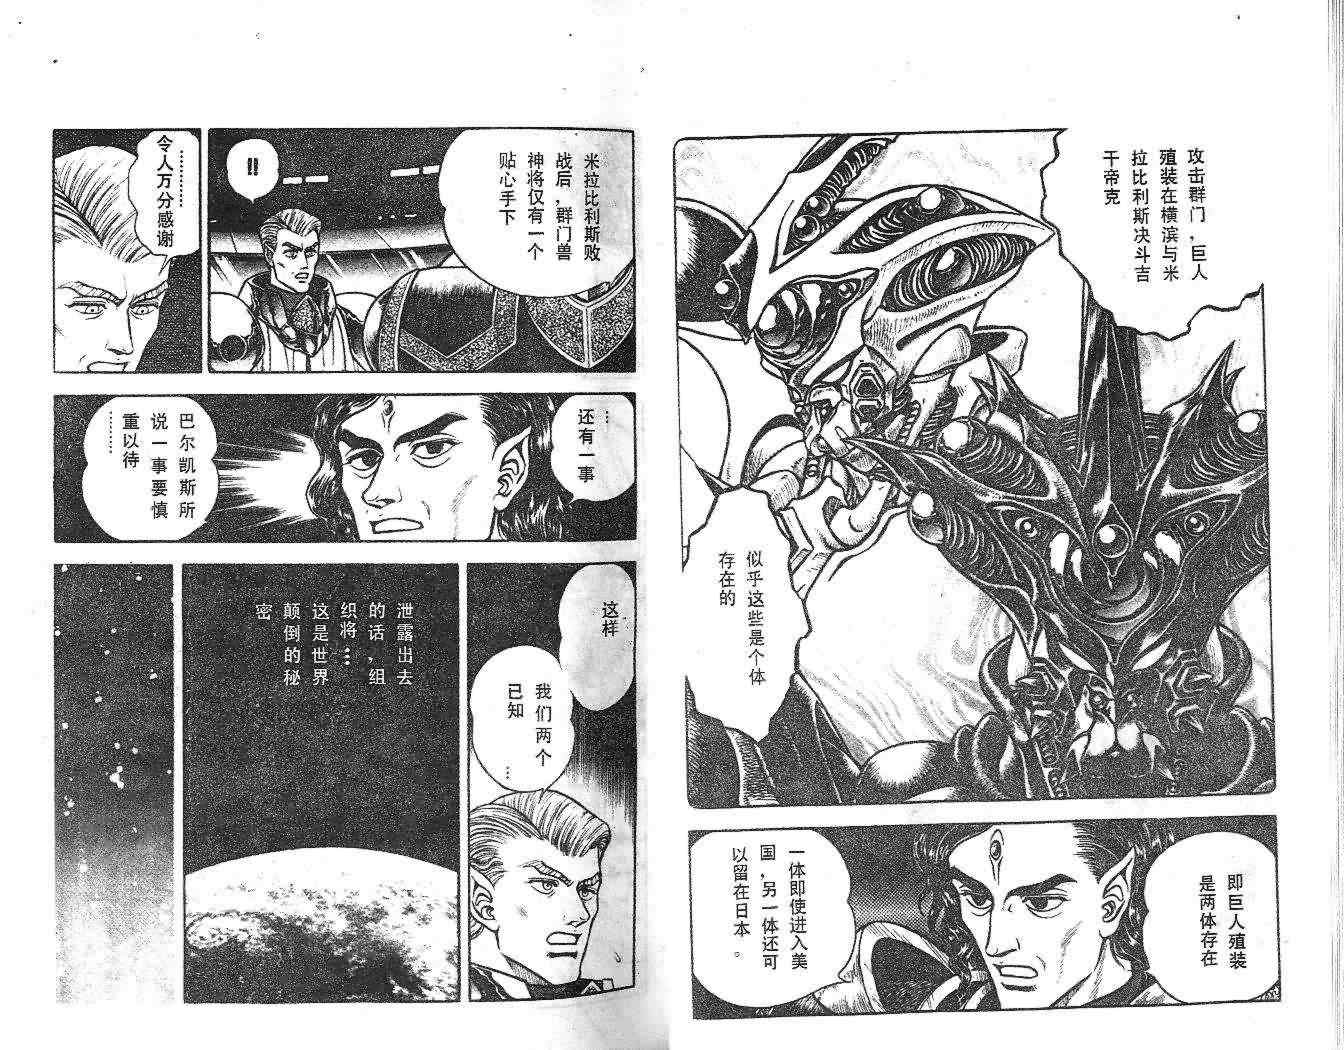 攻击群门，巨人
殖装在横滨与米
拉比利斯决斗吉
干帝克
似乎这些是个体
存在的
即巨人殖装
是两体存在
一体即使进入美
国，另一体还可
以留在日本。
米拉比利斯败
战后，群门兽
神将仅有一个
贴心手下
!!
………
令人万分感谢
…
还有一事
巴尔凯斯所
说一事要慎
重以待
………
这样
我们两个
已知
…
泄露出去
的话，组
织将…
这是世界
颠倒的秘
密